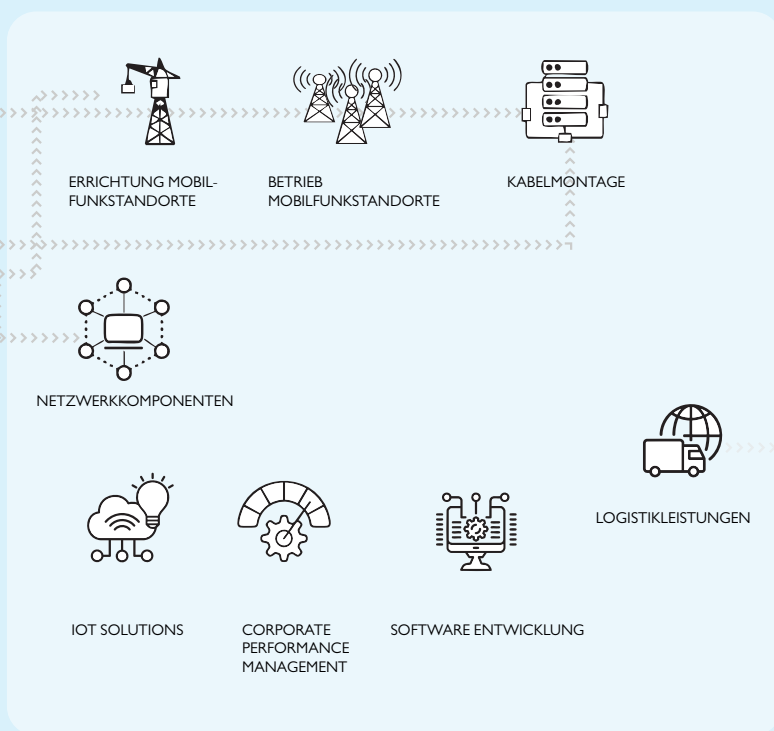 ERRICHTUNG MOBIL-
FUNKSTANDORTE
BETRIEB
MOBILFUNKSTANDORTE
KABELMONTAGE
NETZWERKKOMPONENTEN
LOGISTIKLEISTUNGEN
IOT SOLUTIONS
CORPORATE
PERFORMANCE
MANAGEMENT
SOFTWARE ENTWICKLUNG